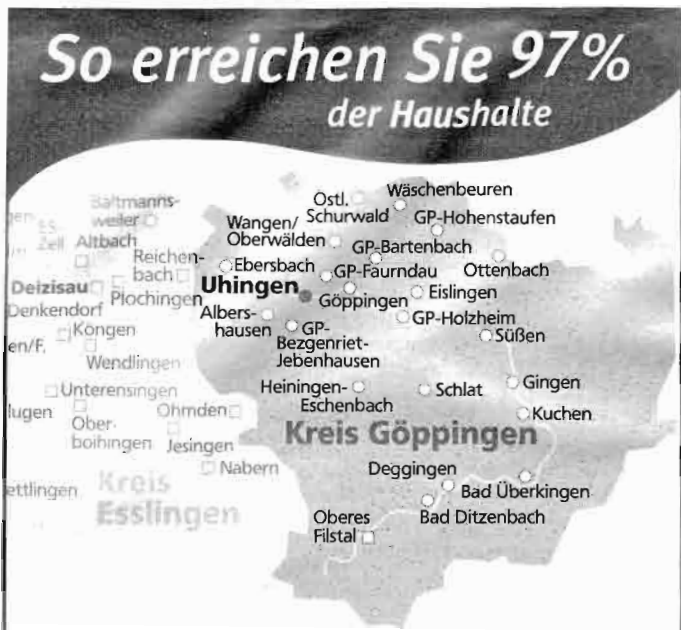 So erreichen Sie 97%
der Haushalte
Baltmanns-
weiler
Zell
Altbach
Reichen-
bach
Deizisau
Plochingen
Denkendorf
Köngen
en/F.
Wendlingen
Unterensingen
Ober-
boihingen
Ohmden
Jesingen
Nabern
Kreis
Esslingen
Östl.
Schurwald
Wäschenbeuren
Wangen/
Oberwälden
GP-Hohenstaufen
GP-Bartenbach
Ebersbach
GP-Faurndau
Ottenbach
Uhingen
Göppingen
Eislingen
Albers-
hausen
GP-
Bezgenriet-
Jebenhausen
GP-Holzheim
Süßen
Heiningen-
Eschenbach
Schlat
Gingen
Kuchen
Kreis Göppingen
Deggingen
Bad Überkingen
Bad Ditzenbach
Oberes
Filstal